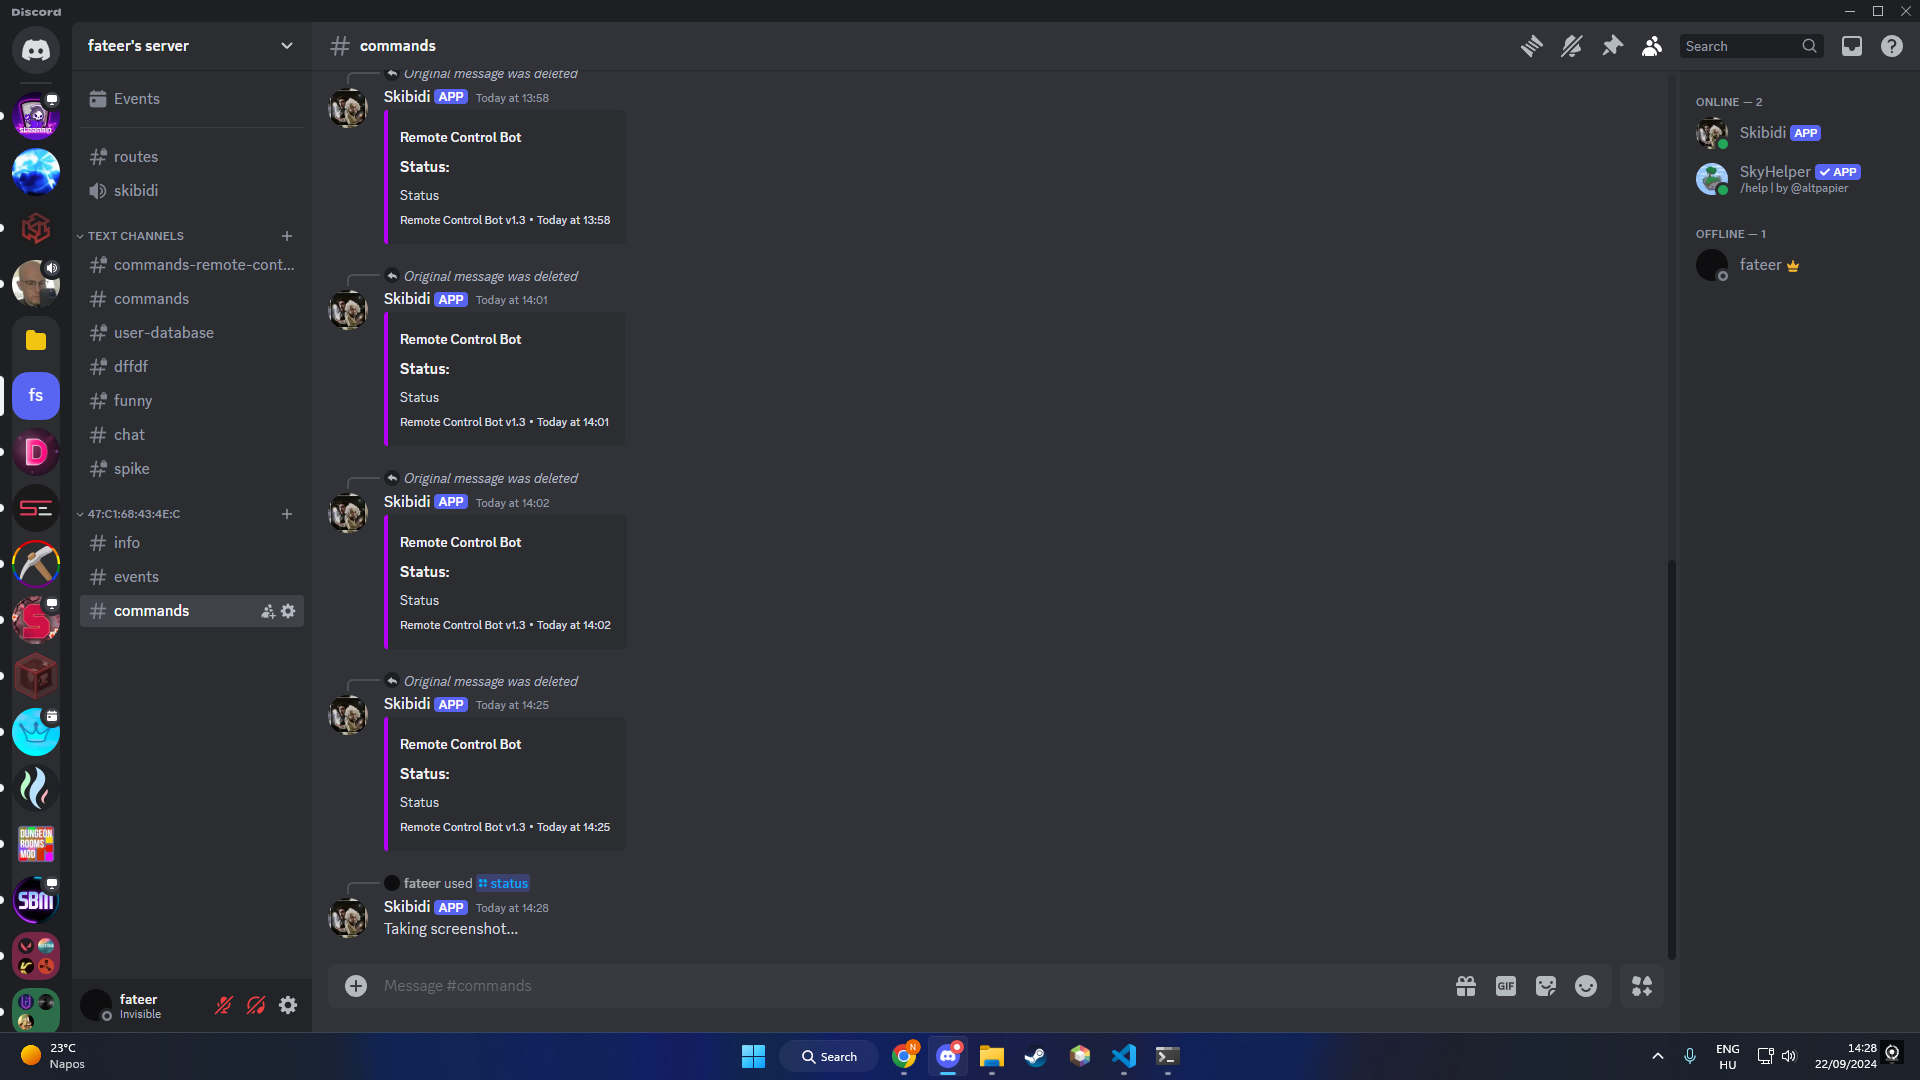 Discord
fateer's server
Events
routes
skibidi
TEXT CHANNELS
commands-remote-cont...
commands
user-database
dffdf
funny
chat
spike
47:C1:68:43:4E:C
info
events
commands
fateer
Invisible
fs
D
DUNGEON
ROOMS
MOD
SBM
commands
Search
Original message was deleted
Skibidi APP Today at 13:58
Remote Control Bot
Status:
Status
Remote Control Bot v1.3 • Today at 13:58
Original message was deleted
Skibidi APP Today at 14:01
Remote Control Bot
Status:
Status
Remote Control Bot v1.3 • Today at 14:01
Original message was deleted
Skibidi APP Today at 14:02
Remote Control Bot
Status:
Status
Remote Control Bot v1.3 • Today at 14:02
Original message was deleted
Skibidi APP Today at 14:25
Remote Control Bot
Status:
Status
Remote Control Bot v1.3 • Today at 14:25
fateer used status
Skibidi APP Today at 14:28
Taking screenshot...
Message #commands
GIF
ONLINE — 2
Skibidi APP
SkyHelper APP
/help | by @altpapier
OFFLINE — 1
fateer
23°C
Napos
Search
N
ENG
HU
14:28
22/09/2024